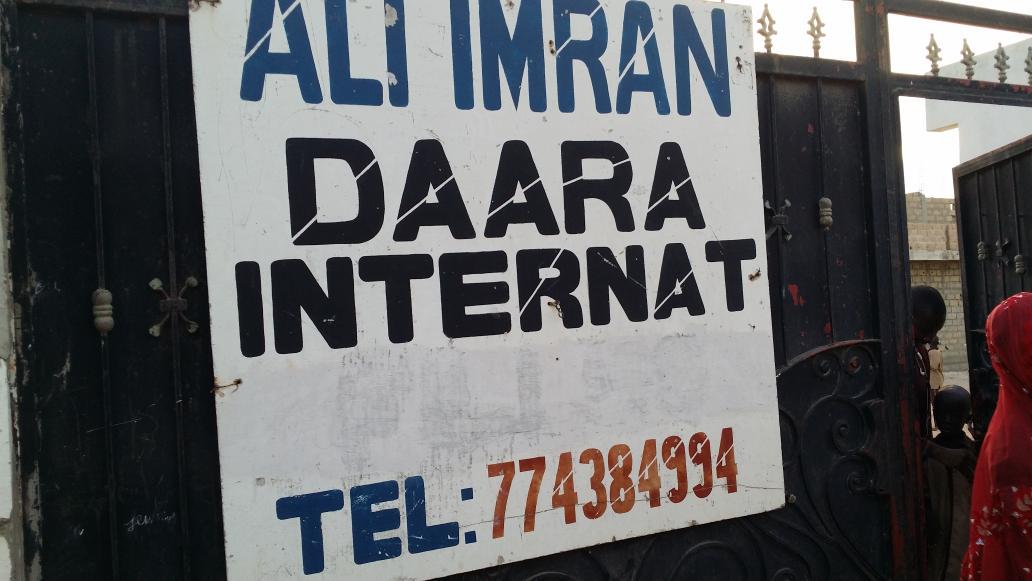 ALI IMRAN
DAARA
INTERNAT
TEL: 774384994